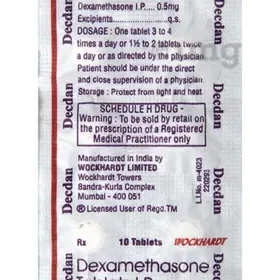 Dexamethasone I.P. .... 0.5mg
Excipients..................q.s.
DOSAGE : One tablet 3 to 4
times a day or 1½ to 2 tablets twice
a day or as directed by the physician.
Patient should be under the direct
and close supervision of a physician.
Storage : Protect from light and heat.
SCHEDULE H DRUG -
Warning : To be sold by retail on
the prescription of a Registered
Medical Practitioner only
Manufactured in India by
WOCKHARDT LIMITED
Wockhardt Towers
Bandra-Kurla Complex
Mumbai - 400 051
® Licensed User of Regd.TM
Rx 10 Tablets WOCKHARDT
Dexamethasone
Decdan
Decdan
Decdan
Decdan